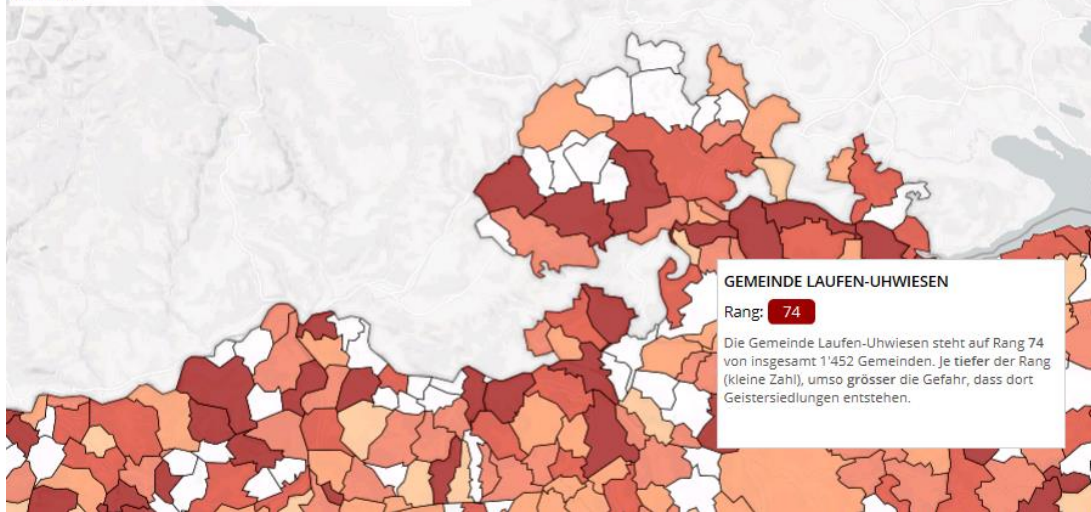 GEMEINDE LAUFEN-UHWIESEN
Rang: 74
Die Gemeinde Laufen-Uhwiesen steht auf Rang 74
von insgesamt 1'452 Gemeinden. Je tiefer der Rang
(kleine Zahl), umso grösser die Gefahr, dass dort
Geistersiedlungen entstehen.